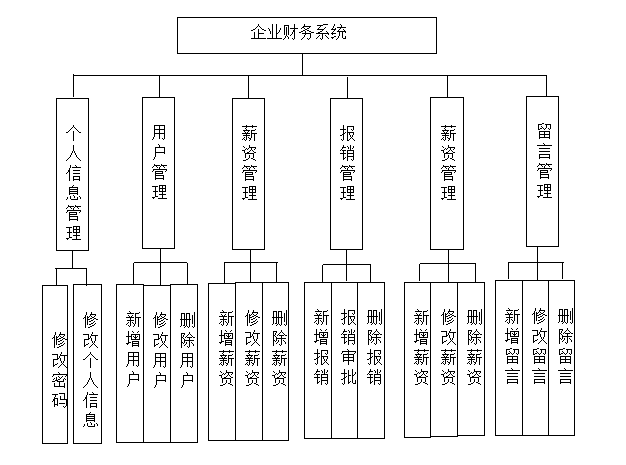 企业财务系统
个人信息管理
用户管理
薪资管理
报销管理
薪资管理
留言管理
修改密码
修改个人信息
新增用户
修改用户
删除用户
新增薪资
修改薪资
删除薪资
新增报销
报销审批
删除报销
新增薪资
修改薪资
删除薪资
新增留言
修改留言
删除留言